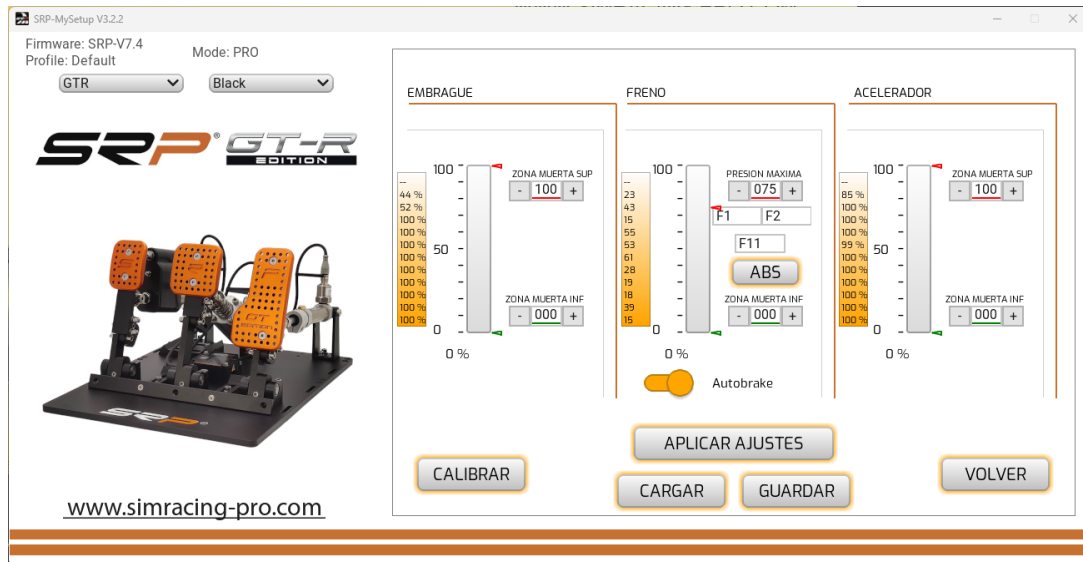 SRP-MySetup V3.2.2
Firmware: SRP-V7.4
Profile: Default
Mode: PRO
GTR
Black
SRP® GT-R
EDITION
GT
EDITION
SRP®
www.simracing-pro.com
EMBRAGUE
--
44 %
52 %
100 %
100 %
100 %
100 %
100 %
100 %
100 %
100 %
100 %
100
50
0
ZONA MUERTA SUP
- 100 +
ZONA MUERTA INF
- 000 +
0 %
FRENO
--
23
43
15
55
53
61
28
19
18
39
15
100
50
0
PRESION MAXIMA
- 075 +
F1 F2
F11
ABS
ZONA MUERTA INF
- 000 +
0 %
Autobrake
ACELERADOR
--
85 %
100 %
100 %
100 %
99 %
100 %
100 %
100 %
100 %
100 %
100 %
100
50
0
ZONA MUERTA SUP
- 100 +
ZONA MUERTA INF
- 000 +
0 %
APLICAR AJUSTES
CALIBRAR
CARGAR
GUARDAR
VOLVER